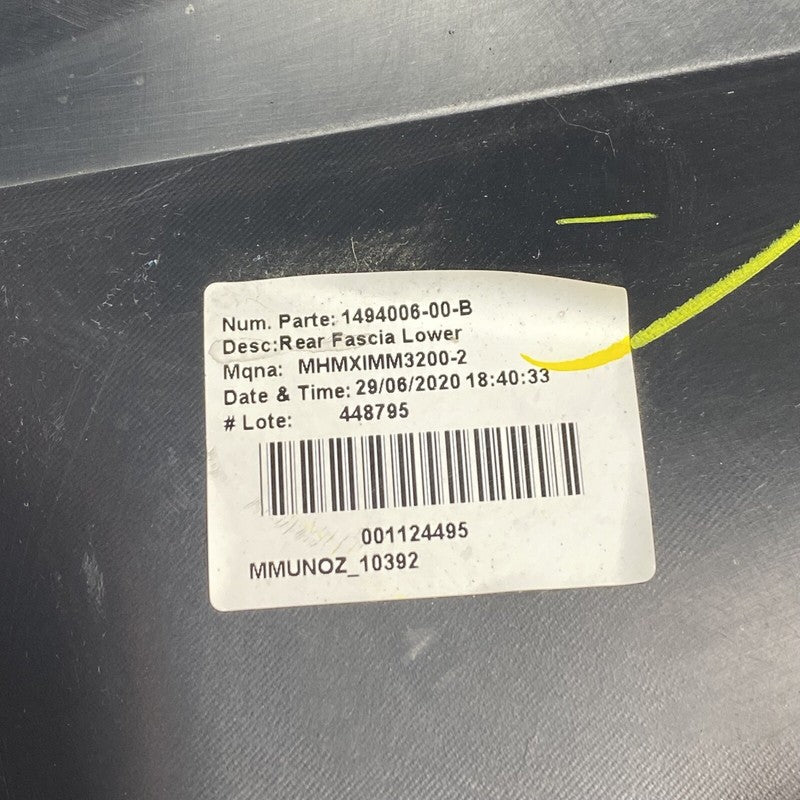 Num. Parte: 1494006-00-B
Desc:Rear Fascia Lower
Mqna: MHMXIMM3200-2
Date & Time: 29/06/2020 18:40:33
# Lote: 448795
001124495
MMUNOZ_10392